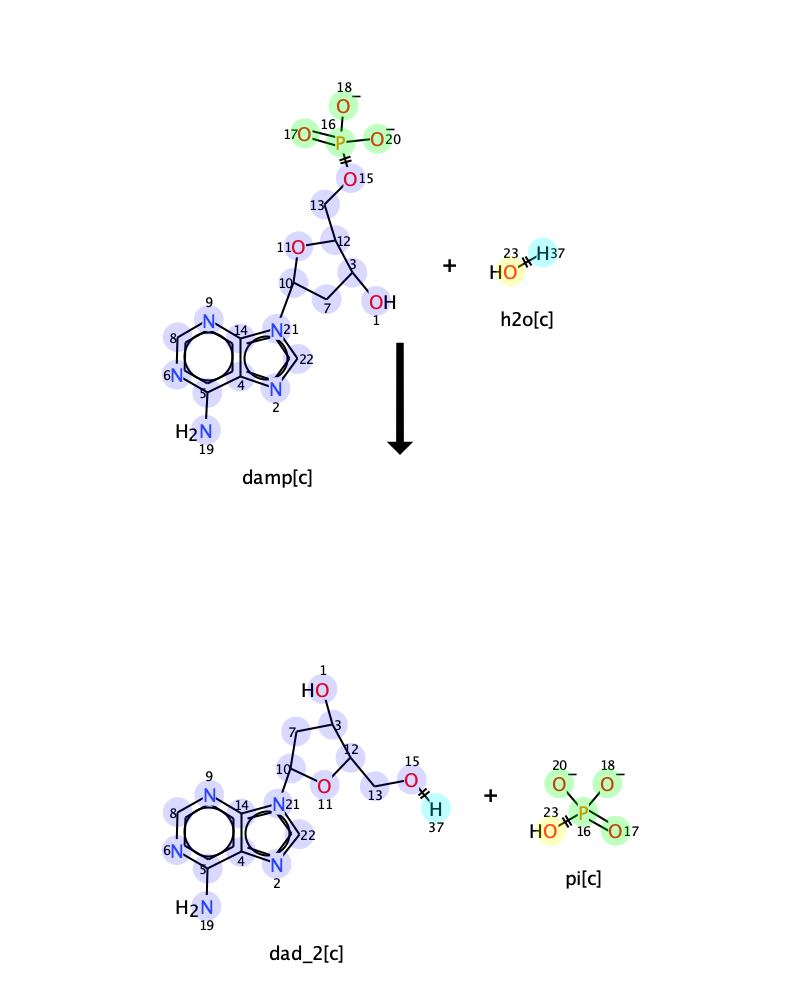 18
O−
16
17 O P O− 20
O 15
13
11 O 12
3
10
7
OH
1
+
23 H 37
HO
h2o[c]
9
N 14 N 21
8
22
6 N 4 N
5 2
H2N
19
damp[c]
1
HO
7 3
12
10
O
11
13
15
O
H
37
9
N 14 N 21
8
22
6 N 4 N
5 2
H2N
19
dad_2[c]
+
20 18
O− O−
23 P
HO 16 O 17
pi[c]